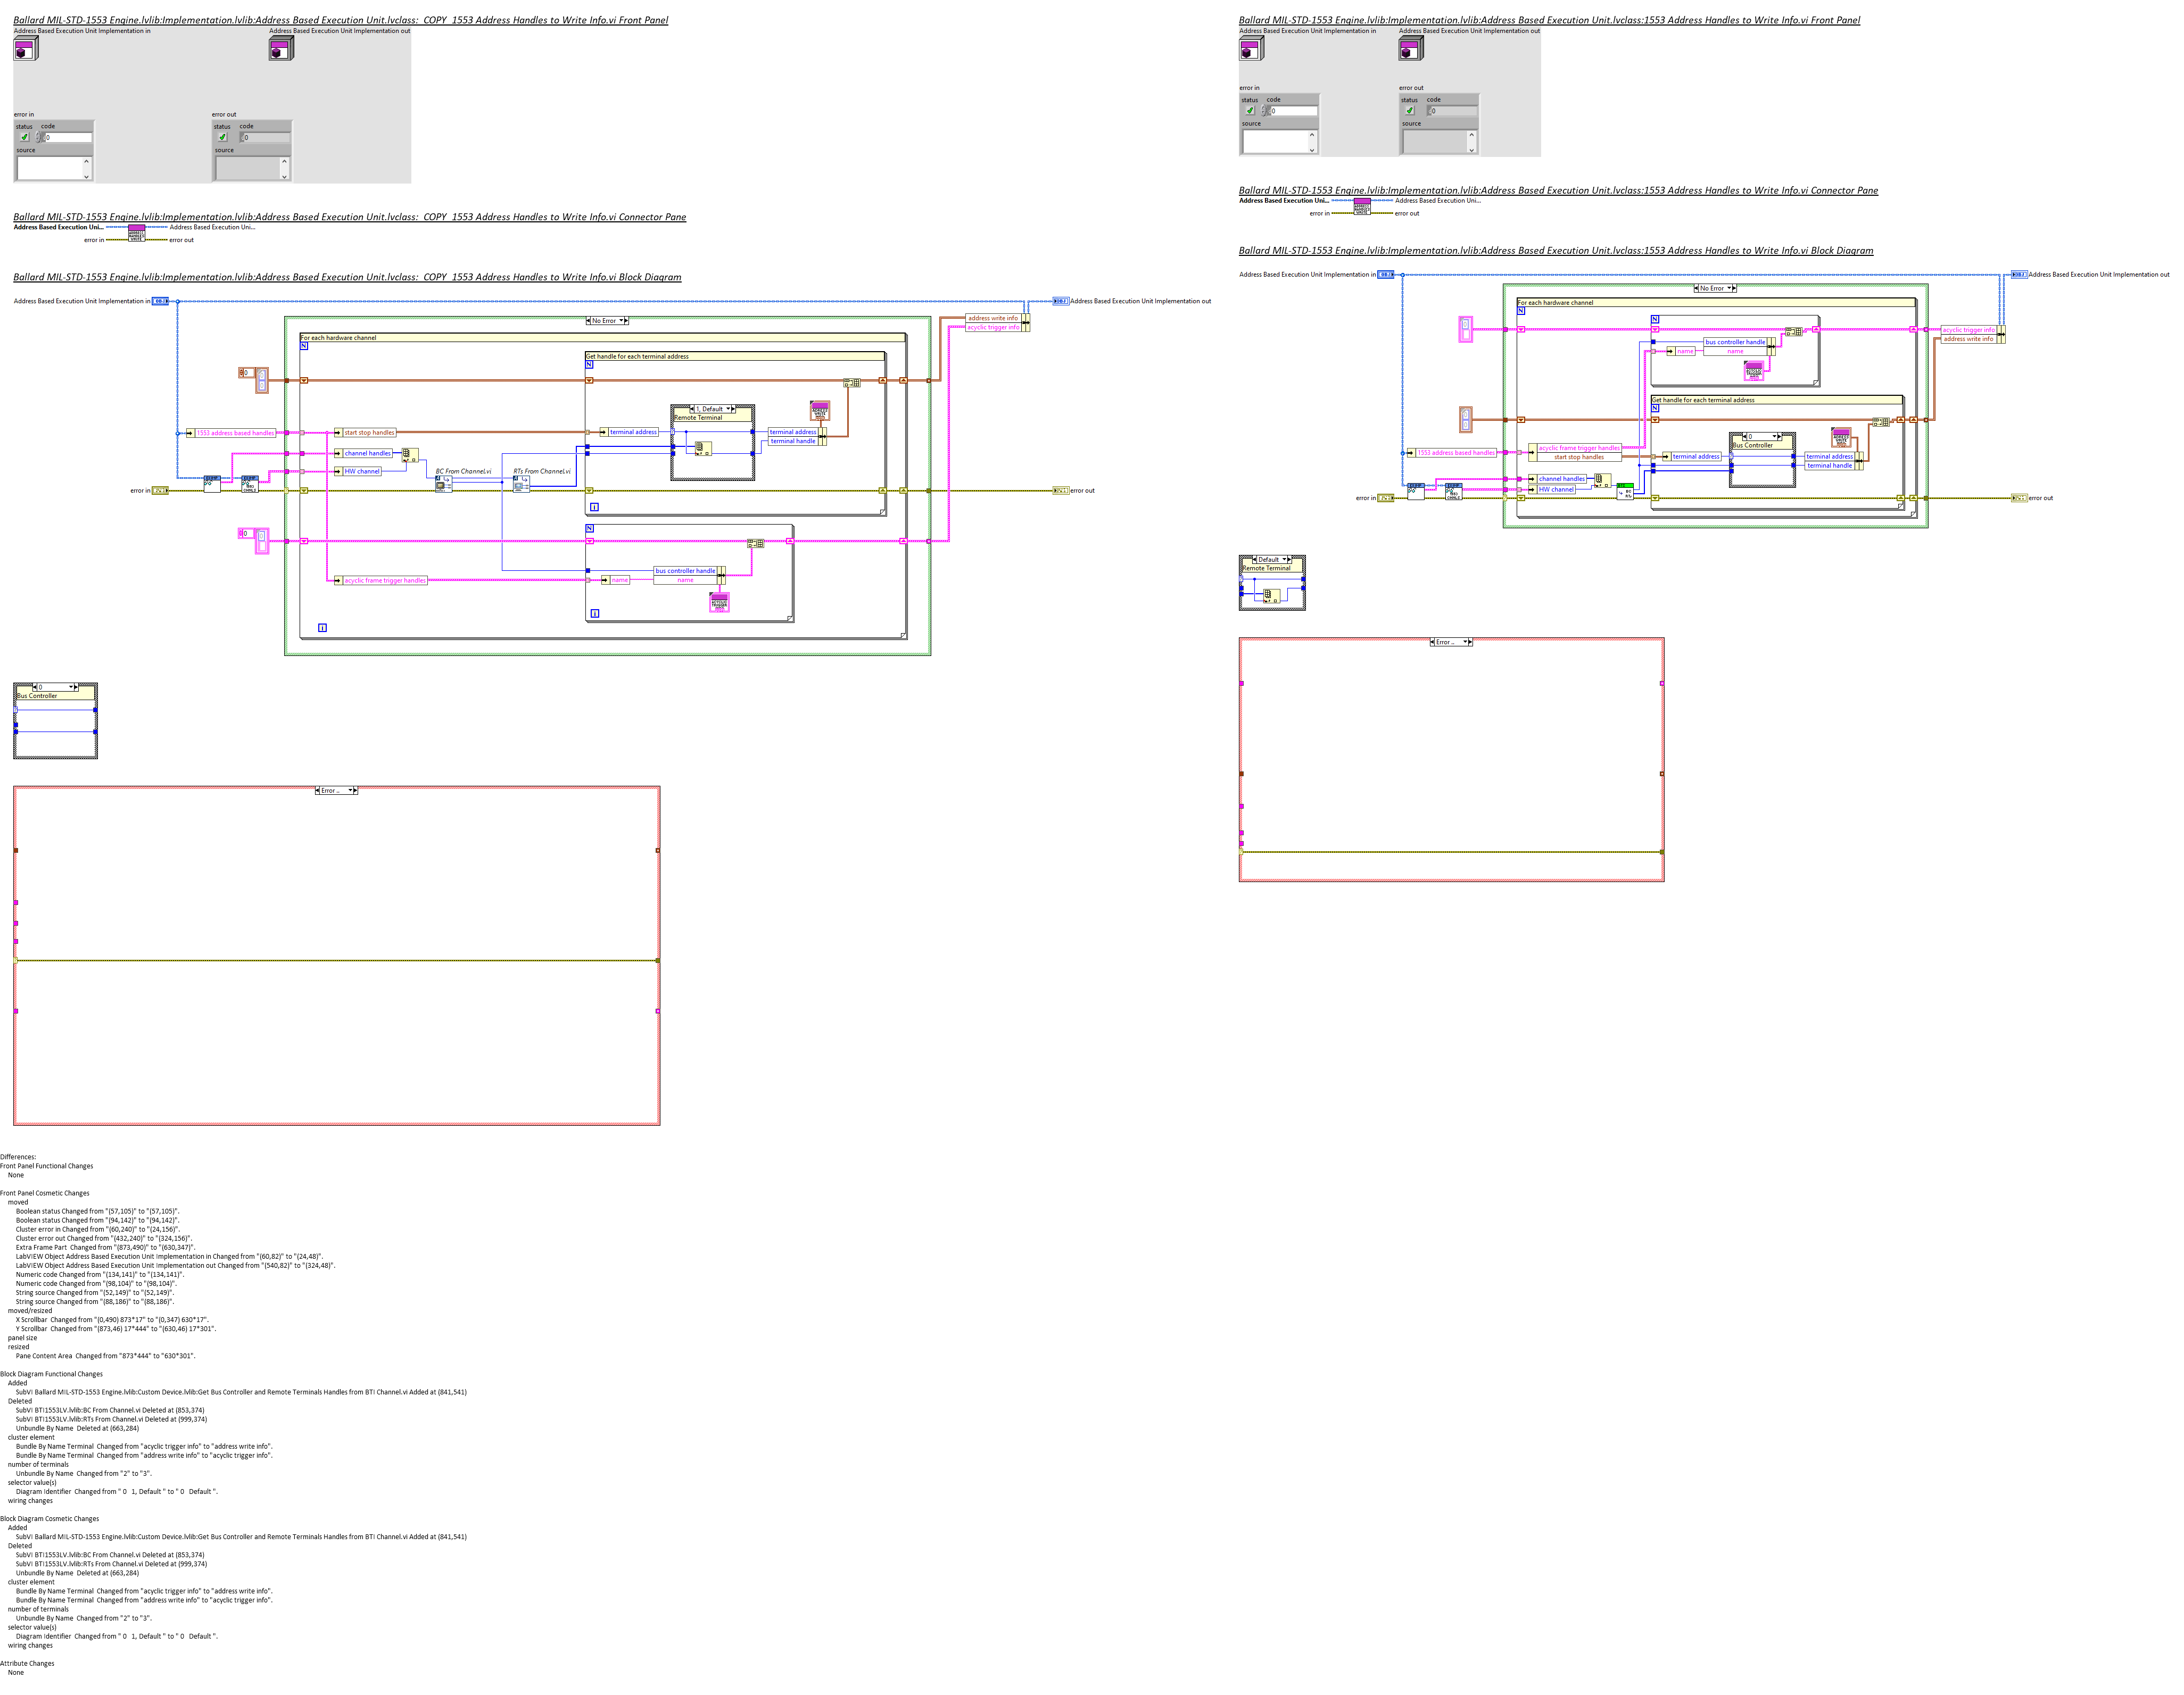 Ballard MIL-STD-1553 Engine.lvlib:Implementation.lvlib:Address Based Execution Unit.lvclass:_COPY_1553 Address Handles to Write Info.vi Front Panel
Address Based Execution Unit Implementation in
Address Based Execution Unit Implementation out
error in
error out
status code
0
source
status code
0
source
Ballard MIL-STD-1553 Engine.lvlib:Implementation.lvlib:Address Based Execution Unit.lvclass:_COPY_1553 Address Handles to Write Info.vi Connector Pane
Address Based Execution Uni...
Address Based Execution Uni...
error in
error out
Ballard MIL-STD-1553 Engine.lvlib:Implementation.lvlib:Address Based Execution Unit.lvclass:_COPY_1553 Address Handles to Write Info.vi Block Diagram
Address Based Execution Unit Implementation in
Address Based Execution Unit Implementation out
address write info
acyclic trigger info
No Error
For each hardware channel
N
Get handle for each terminal address
N
0
1, Default
Remote Terminal
1553 address based handles
start stop handles
terminal address
terminal address
terminal handle
channel handles
HW channel
BC From Channel.vi
RTs From Channel.vi
error in
error out
i
0
N
bus controller handle
name
name
acyclic frame trigger handles
i
i
0
Bus Controller
Error
Ballard MIL-STD-1553 Engine.lvlib:Implementation.lvlib:Address Based Execution Unit.lvclass:1553 Address Handles to Write Info.vi Front Panel
Address Based Execution Unit Implementation in
Address Based Execution Unit Implementation out
error in
error out
status code
0
source
status code
0
source
Ballard MIL-STD-1553 Engine.lvlib:Implementation.lvlib:Address Based Execution Unit.lvclass:1553 Address Handles to Write Info.vi Connector Pane
Address Based Execution Uni...
Address Based Execution Uni...
error in
error out
Ballard MIL-STD-1553 Engine.lvlib:Implementation.lvlib:Address Based Execution Unit.lvclass:1553 Address Handles to Write Info.vi Block Diagram
Address Based Execution Unit Implementation in
Address Based Execution Unit Implementation out
No Error
For each hardware channel
N
N
acyclic trigger info
address write info
bus controller handle
name
name
Get handle for each terminal address
N
0
Bus Controller
1553 address based handles
acyclic frame trigger handles
start stop handles
terminal address
terminal address
terminal handle
channel handles
HW channel
error in
error out
Default
Remote Terminal
Error
Differences:
Front Panel Functional Changes
None
Front Panel Cosmetic Changes
moved
Boolean status Changed from "(57,105)" to "(57,105)".
Boolean status Changed from "(94,142)" to "(94,142)".
Cluster error in Changed from "(60,240)" to "(24,156)".
Cluster error out Changed from "(432,240)" to "(324,156)".
Extra Frame Part  Changed from "(873,490)" to "(630,347)".
LabVIEW Object Address Based Execution Unit Implementation in Changed from "(60,82)" to "(24,48)".
LabVIEW Object Address Based Execution Unit Implementation out Changed from "(540,82)" to "(324,48)".
Numeric code Changed from "(134,141)" to "(134,141)".
Numeric code Changed from "(98,104)" to "(98,104)".
String source Changed from "(52,149)" to "(52,149)".
String source Changed from "(88,186)" to "(88,186)".
moved/resized
X Scrollbar  Changed from "(0,490) 873*17" to "(0,347) 630*17".
Y Scrollbar  Changed from "(873,46) 17*444" to "(630,46) 17*301".
panel size
resized
Pane Content Area  Changed from "873*444" to "630*301".
Block Diagram Functional Changes
Added
SubVI Ballard MIL-STD-1553 Engine.lvlib:Custom Device.lvlib:Get Bus Controller and Remote Terminals Handles from BTI Channel.vi Added at (841,541)
Deleted
SubVI BTI1553LV.lvlib:BC From Channel.vi Deleted at (853,374)
SubVI BTI1553LV.lvlib:RTs From Channel.vi Deleted at (999,374)
Unbundle By Name  Deleted at (663,284)
cluster element
Bundle By Name Terminal  Changed from "acyclic trigger info" to "address write info".
Bundle By Name Terminal  Changed from "address write info" to "acyclic trigger info".
number of terminals
Unbundle By Name  Changed from "2" to "3".
selector value(s)
Diagram Identifier  Changed from " 0   1, Default " to " 0   Default ".
wiring changes
Block Diagram Cosmetic Changes
Added
SubVI Ballard MIL-STD-1553 Engine.lvlib:Custom Device.lvlib:Get Bus Controller and Remote Terminals Handles from BTI Channel.vi Added at (841,541)
Deleted
SubVI BTI1553LV.lvlib:BC From Channel.vi Deleted at (853,374)
SubVI BTI1553LV.lvlib:RTs From Channel.vi Deleted at (999,374)
Unbundle By Name  Deleted at (663,284)
cluster element
Bundle By Name Terminal  Changed from "acyclic trigger info" to "address write info".
Bundle By Name Terminal  Changed from "address write info" to "acyclic trigger info".
number of terminals
Unbundle By Name  Changed from "2" to "3".
selector value(s)
Diagram Identifier  Changed from " 0   1, Default " to " 0   Default ".
wiring changes
Attribute Changes
None